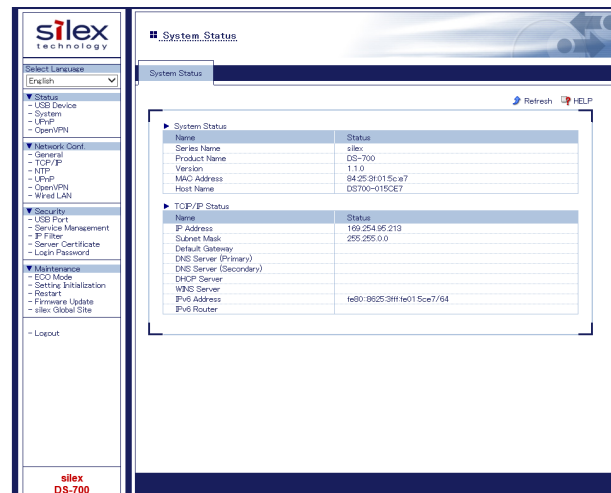 silex
technology
Select Language
English
▼ Status
- USB Device
- System
- UPnP
- OpenVPN
▼ Network Conf.
- General
- TCP/IP
- NTP
- UPnP
- OpenVPN
- Wired LAN
▼ Security
- USB Port
- Service Management
- IP Filter
- Server Certificate
- Login Password
▼ Maintenance
- ECO Mode
- Setting Initialization
- Restart
- Firmware Update
- silex Global Site
- Logout
silex
DS-700
System Status
System Status
Refresh HELP
▶ System Status
Name Status
Series Name silex
Product Name DS-700
Version 1.1.0
MAC Address 84:25:3f:01:5c:e7
Host Name DS700-015CE7
▶ TCIP/IP Status
Name Status
IP Address 169.254.95.213
Subnet Mask 255.255.0.0
Default Gateway
DNS Server (Primary)
DNS Server (Secondary)
DHCP Server
WINS Server
IPv6 Address fe80::8625:3fff:fe01:5ce7/64
IPv6 Router